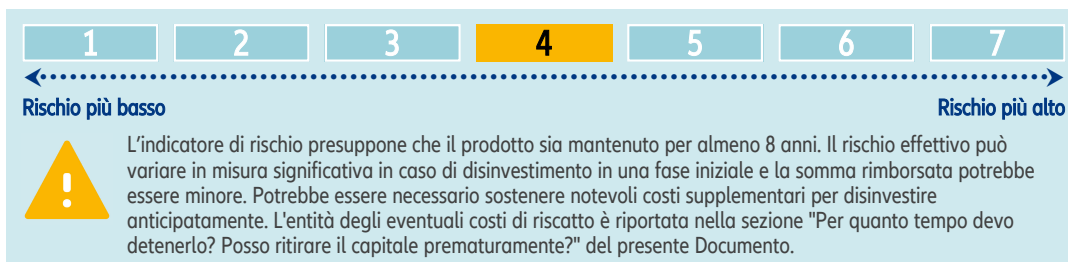 1 2 3 4 5 6 7
Rischio più basso Rischio più alto
L'indicatore di rischio presuppone che il prodotto sia mantenuto per almeno 8 anni. Il rischio effettivo può
variare in misura significativa in caso di disinvestimento in una fase iniziale e la somma rimborsata potrebbe
essere minore. Potrebbe essere necessario sostenere notevoli costi supplementari per disinvestire
anticipatamente. L'entità degli eventuali costi di riscatto è riportata nella sezione "Per quanto tempo devo
detenerlo? Posso ritirare il capitale prematuramente?" del presente Documento.